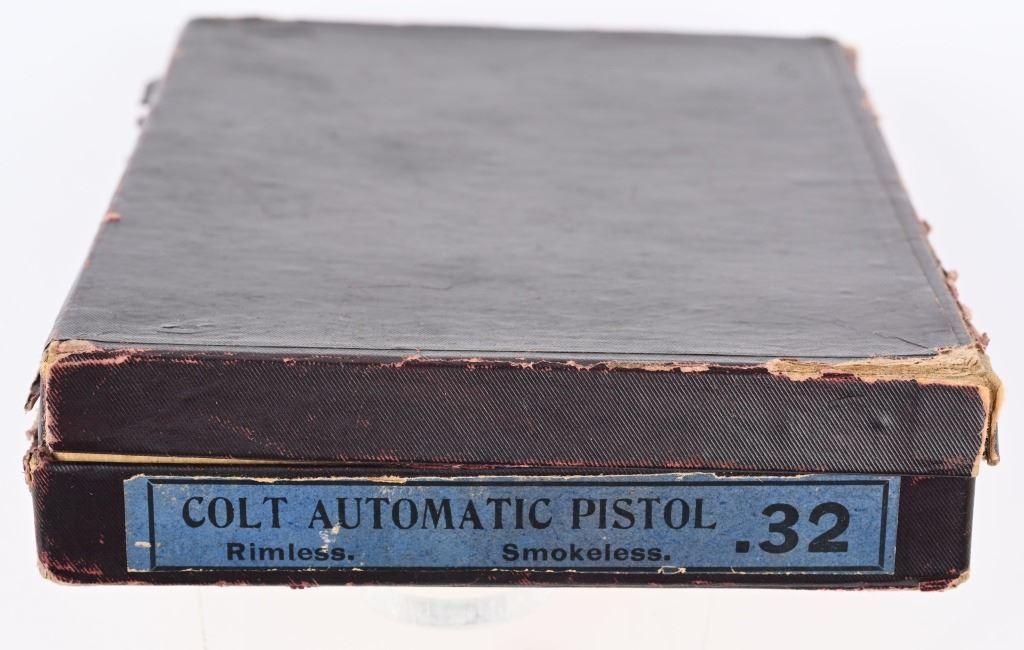 COLT AUTOMATIC PISTOL .32
Rimless. Smokeless.